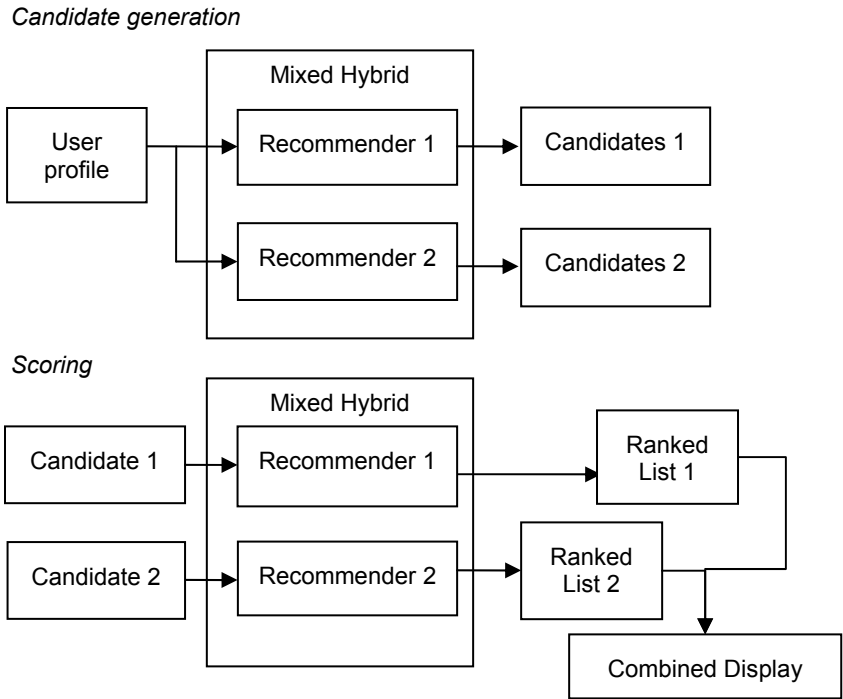 Candidate generation
Mixed Hybrid
User
profile
Recommender 1
Candidates 1
Recommender 2
Candidates 2
Scoring
Mixed Hybrid
Candidate 1
Recommender 1
Ranked
List 1
Candidate 2
Recommender 2
Ranked
List 2
Combined Display